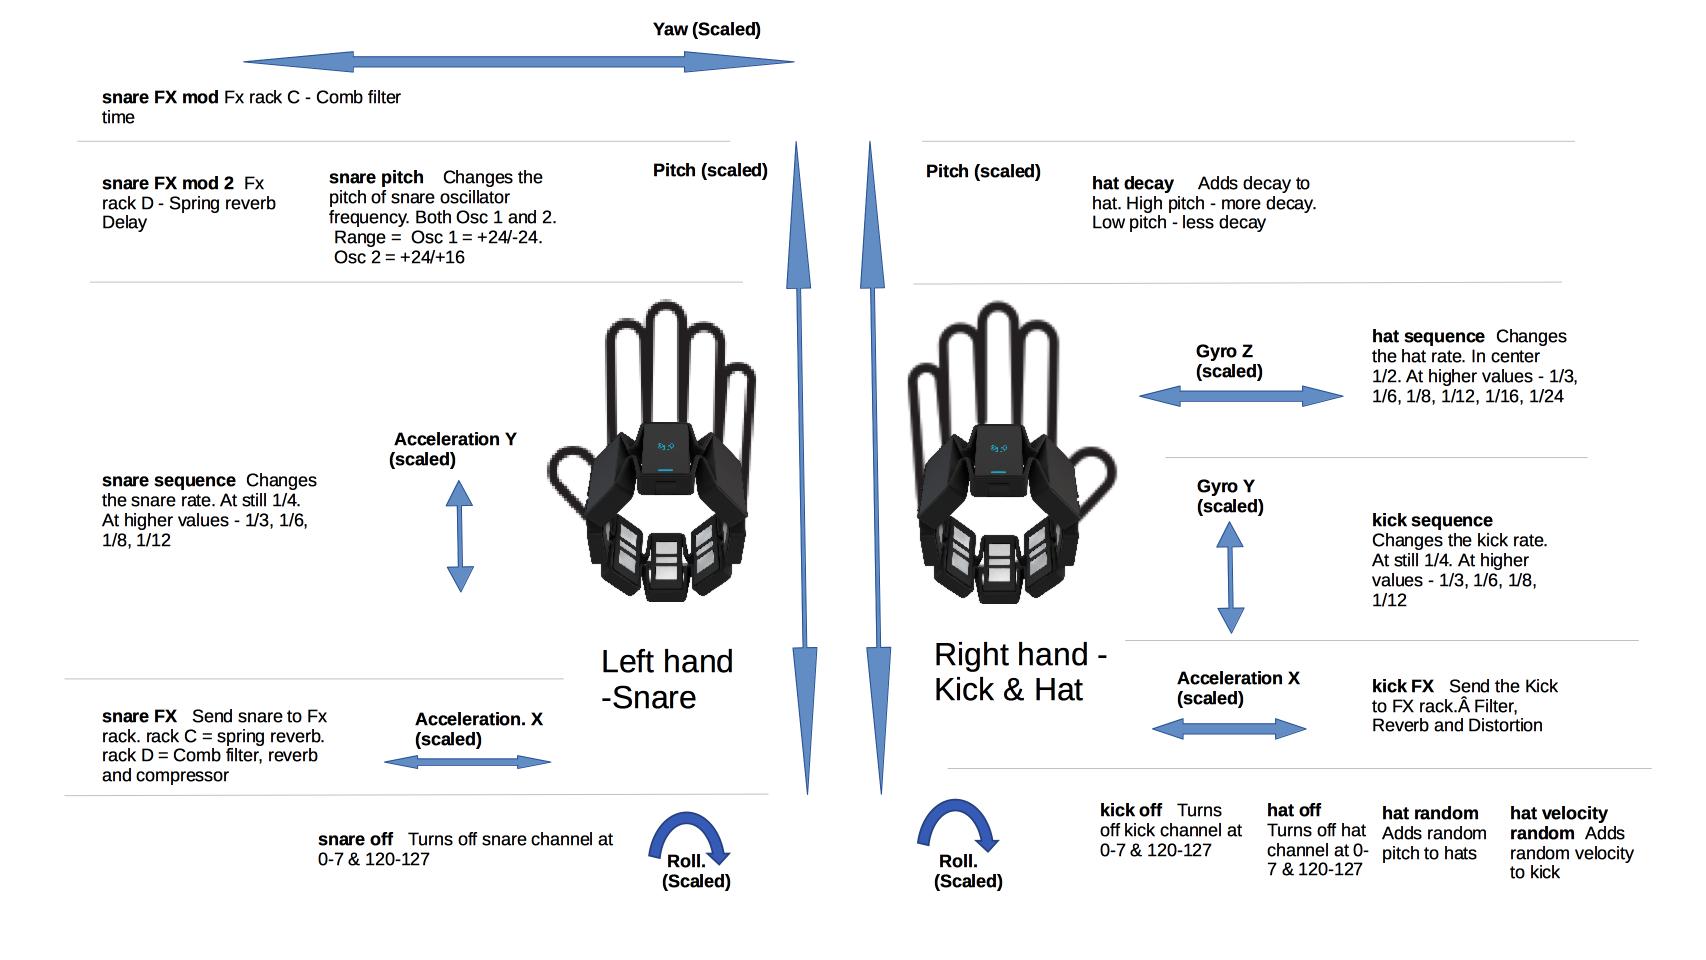 Yaw (Scaled)
snare FX mod Fx rack C - Comb filter
time
Pitch (scaled)
snare FX mod 2  Fx
rack D - Spring reverb
Delay
snare pitch    Changes the
pitch of snare oscillator
frequency. Both Osc 1 and 2.
Range =  Osc 1 = +24/-24.
Osc 2 = +24/+16
Pitch (scaled)
hat decay     Adds decay to
hat. High pitch - more decay.
Low pitch - less decay
Acceleration Y
(scaled)
snare sequence  Changes
the snare rate. At still 1/4.
At higher values - 1/3, 1/6,
1/8, 1/12
Gyro Z
(scaled)
hat sequence   Changes
the hat rate. In center
1/2. At higher values - 1/3,
1/6, 1/8, 1/12, 1/16, 1/24
Gyro Y
(scaled)
kick sequence
Changes the kick rate.
At still 1/4. At higher
values - 1/3, 1/6, 1/8,
1/12
Left hand
-Snare
Right hand -
Kick & Hat
snare FX   Send snare to Fx
rack. rack C = spring reverb.
rack D = Comb filter, reverb
and compressor
Acceleration. X
(scaled)
Acceleration X
(scaled)
kick FX   Send the Kick
to FX rack.Â Filter,
Reverb and Distortion
snare off   Turns off snare channel at
0-7 & 120-127
Roll.
(Scaled)
Roll.
(Scaled)
kick off   Turns
off kick channel at
0-7 & 120-127
hat off
Turns off hat
channel at 0-
7 & 120-127
hat random
Adds random
pitch to hats
hat velocity
random  Adds
random velocity
to kick